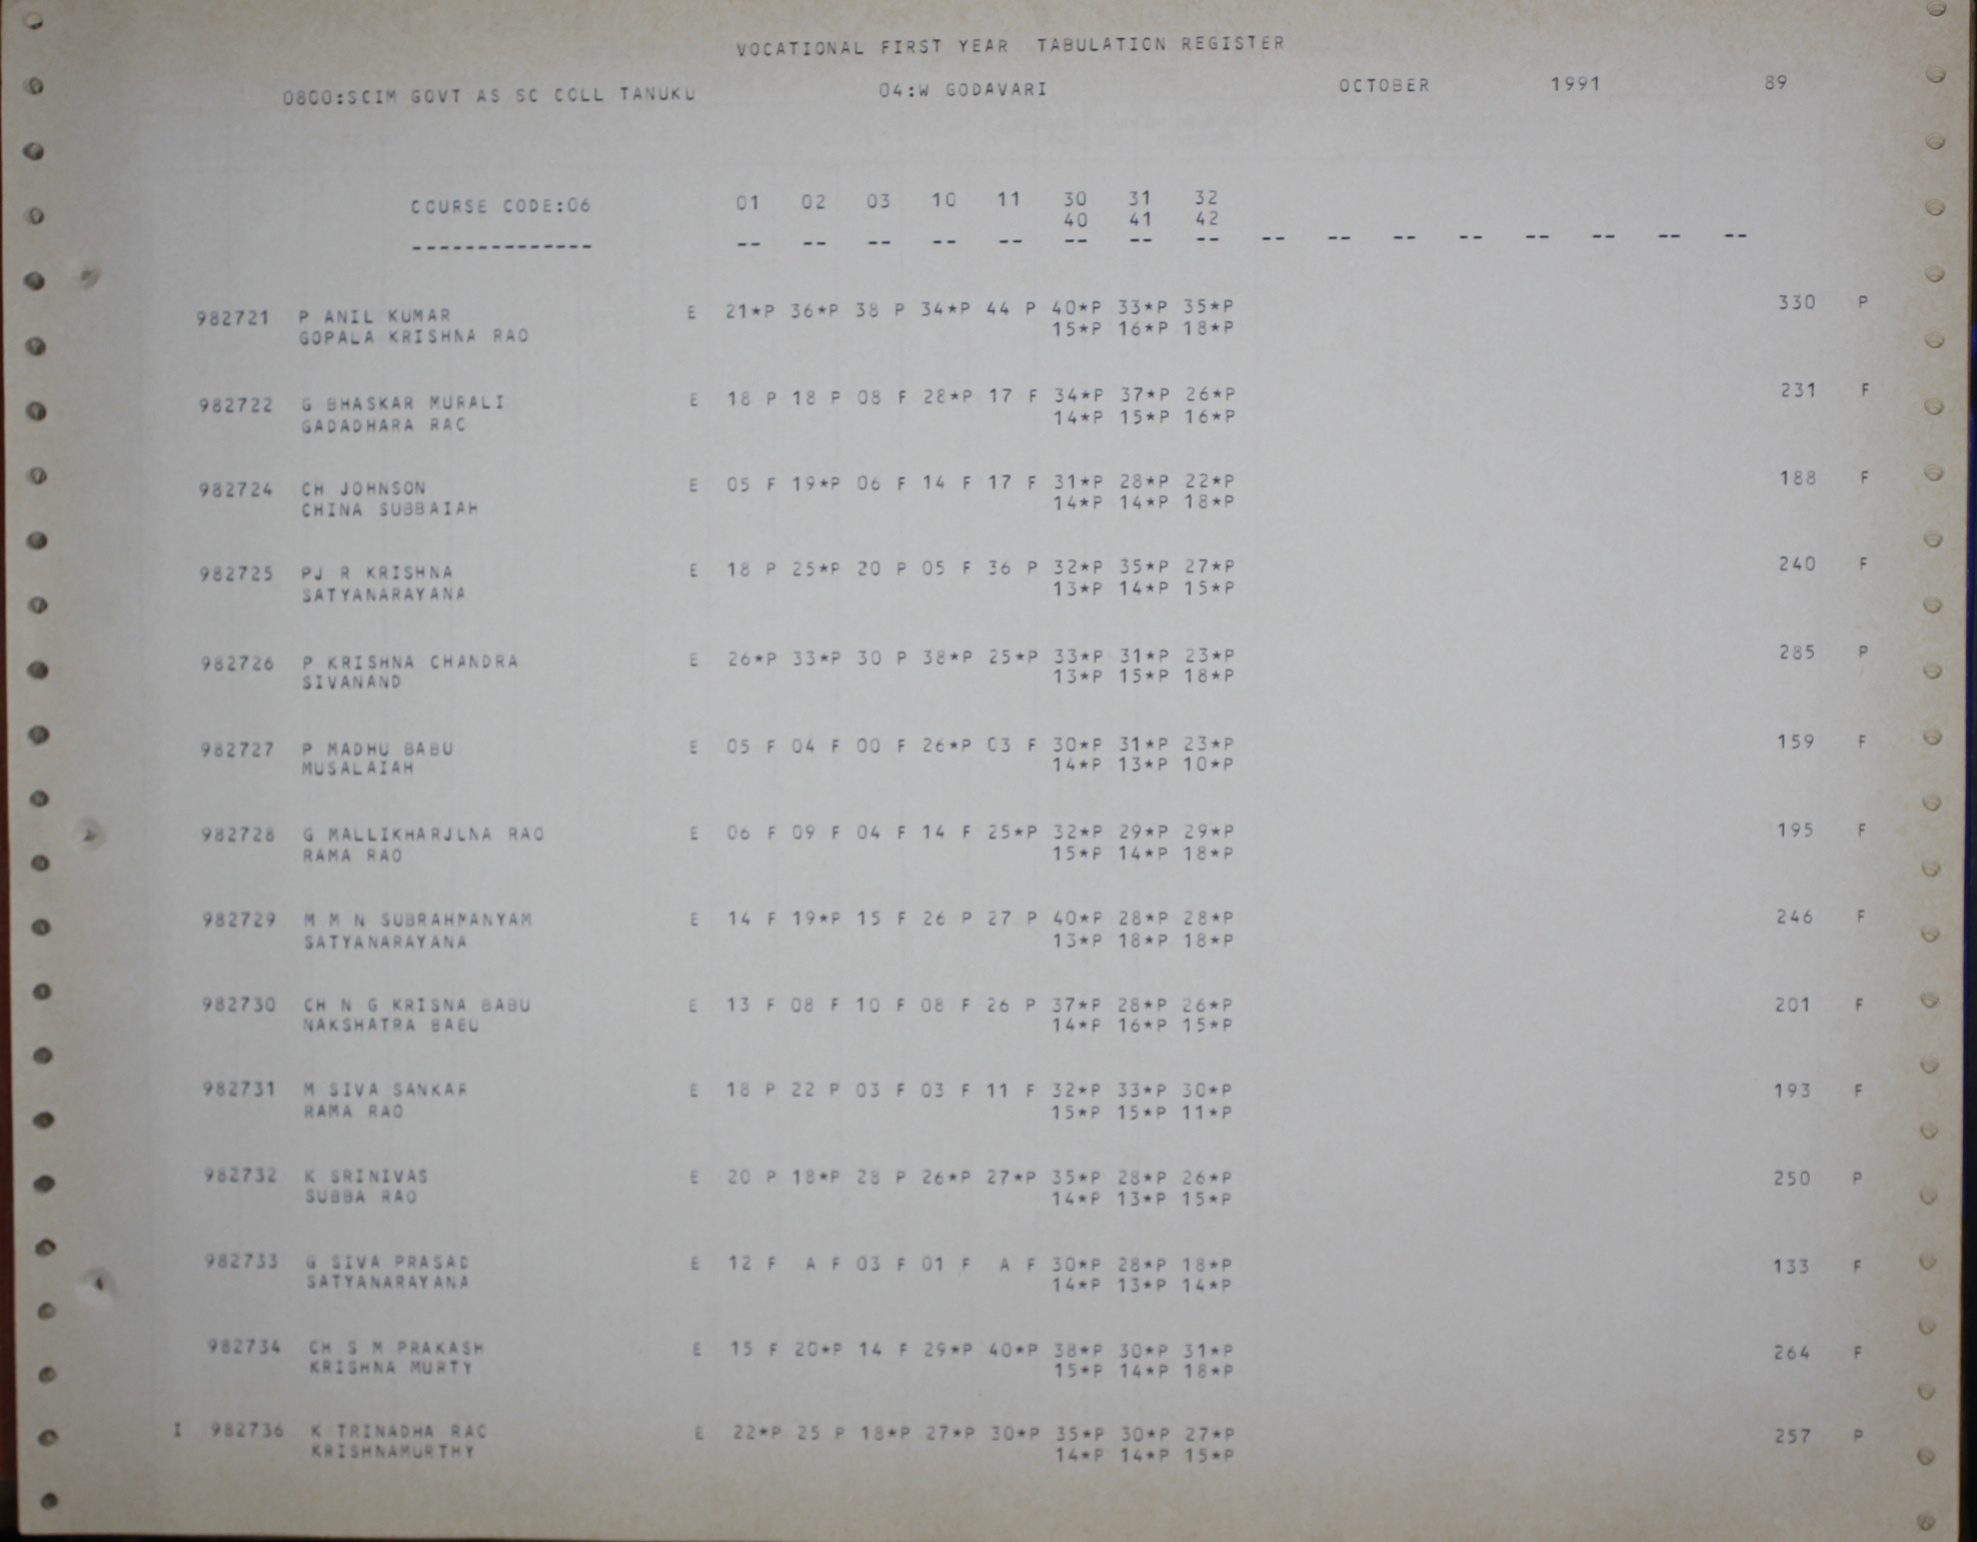 VOCATIONAL FIRST YEAR TABULATION REGISTER
0800:SCIM GOVT AS SC COLL TANUKU 04:W GODAVARI OCTOBER 1991 89
COURSE CODE:06 01 02 03 10 11 30 31 32
40 41 42
-------------- -- -- -- -- -- -- -- -- -- -- -- -- -- -- -- --
982721 P ANIL KUMAR E 21*P 36*P 38 P 34*P 44 P 40*P 33*P 35*P 330 P
GOPALA KRISHNA RAO 15*P 16*P 18*P
982722 G BHASKAR MURALI E 18 P 18 P 08 F 28*P 17 F 34*P 37*P 26*P 231 F
GADADHARA RAC 14*P 15*P 16*P
982724 CH JOHNSON E 05 F 19*P 06 F 14 F 17 F 31*P 28*P 22*P 188 F
CHINA SUBBAIAH 14*P 14*P 18*P
982725 PJ R KRISHNA E 18 P 25*P 20 P 05 F 36 P 32*P 35*P 27*P 240 F
SATYANARAYANA 13*P 14*P 15*P
982726 P KRISHNA CHANDRA E 26*P 33*P 30 P 38*P 25*P 33*P 31*P 23*P 285 P
SIVANAND 13*P 15*P 18*P
982727 P MADHU BABU E 05 F 04 F 00 F 26*P 03 F 30*P 31*P 23*P 159 F
MUSALAIAH 14*P 13*P 10*P
982728 G MALLIKHARJUNA RAO E 06 F 09 F 04 F 14 F 25*P 32*P 29*P 29*P 195 F
RAMA RAO 15*P 14*P 18*P
982729 M M N SUBRAHMANYAM E 14 F 19*P 15 F 26 P 27 P 40*P 28*P 28*P 246 F
SATYANARAYANA 13*P 18*P 18*P
982730 CH N G KRISNA BABU E 13 F 08 F 10 F 08 F 26 P 37*P 28*P 26*P 201 F
NAKSHATRA BABU 14*P 16*P 15*P
982731 M SIVA SANKAR E 18 P 22 P 03 F 03 F 11 F 32*P 33*P 30*P 193 F
RAMA RAO 15*P 15*P 11*P
982732 K SRINIVAS E 20 P 18*P 28 P 26*P 27*P 35*P 28*P 26*P 250 P
SUBBA RAO 14*P 13*P 15*P
982733 G SIVA PRASAD E 12 F A F 03 F 01 F A F 30*P 28*P 18*P 133 F
SATYANARAYANA 14*P 13*P 14*P
982734 CH S M PRAKASH E 15 F 20*P 14 F 29*P 40*P 38*P 30*P 31*P 264 F
KRISHNA MURTY 15*P 14*P 18*P
I 982736 K TRINADHA RAC E 22*P 25 P 18*P 27*P 30*P 35*P 30*P 27*P 257 P
KRISHNAMURTHY 14*P 14*P 15*P